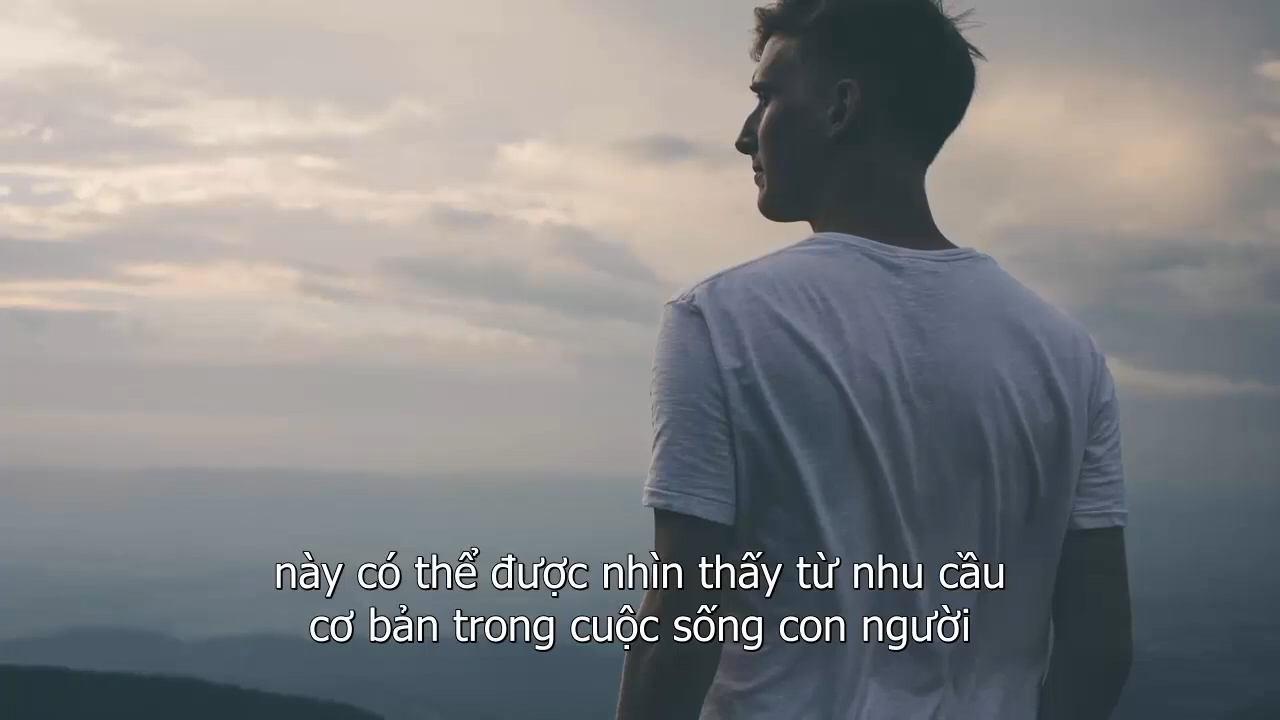 này có thể được nhìn thấy từ nhu cầu
cơ bản trong cuộc sống con người